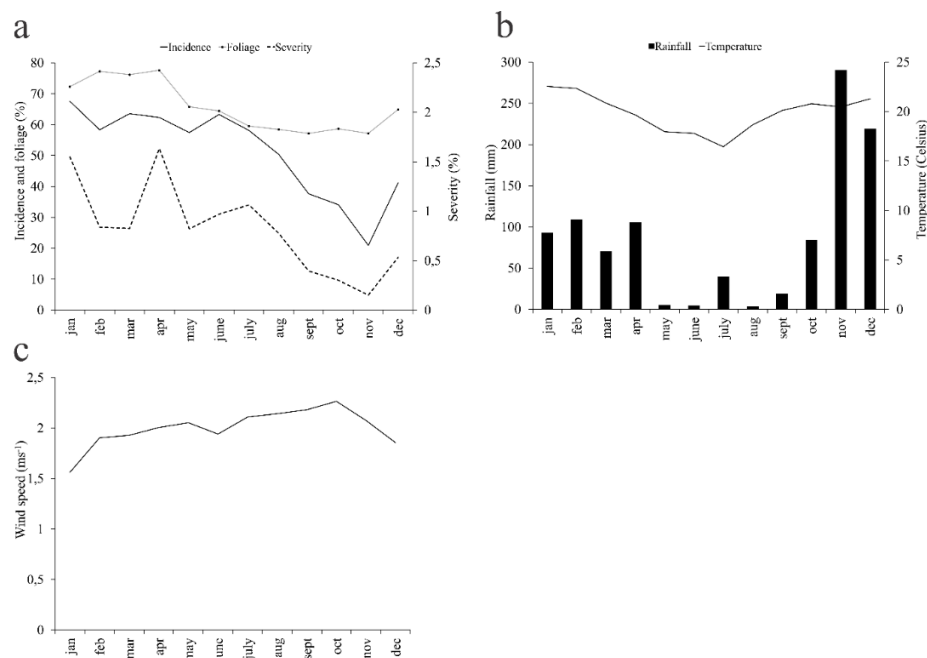 a
Incidence Foliage Severity
Incidence and foliage (%)
80
70
60
50
40
30
20
10
0
2,5
2
1,5
1
0,5
0
Severity (%)
jan feb mar apr may june july aug sept oct nov dec
b
Rainfall Temperature
Rainfall (mm)
300
250
200
150
100
50
0
25
20
15
10
5
0
Temperature (Celsius)
jan feb mar apr may june july aug sept oct nov dec
c
Wind speed (ms⁻¹)
2,5
2
1,5
1
0,5
0
jan feb mar apr may junc july aug sept oct nov dec